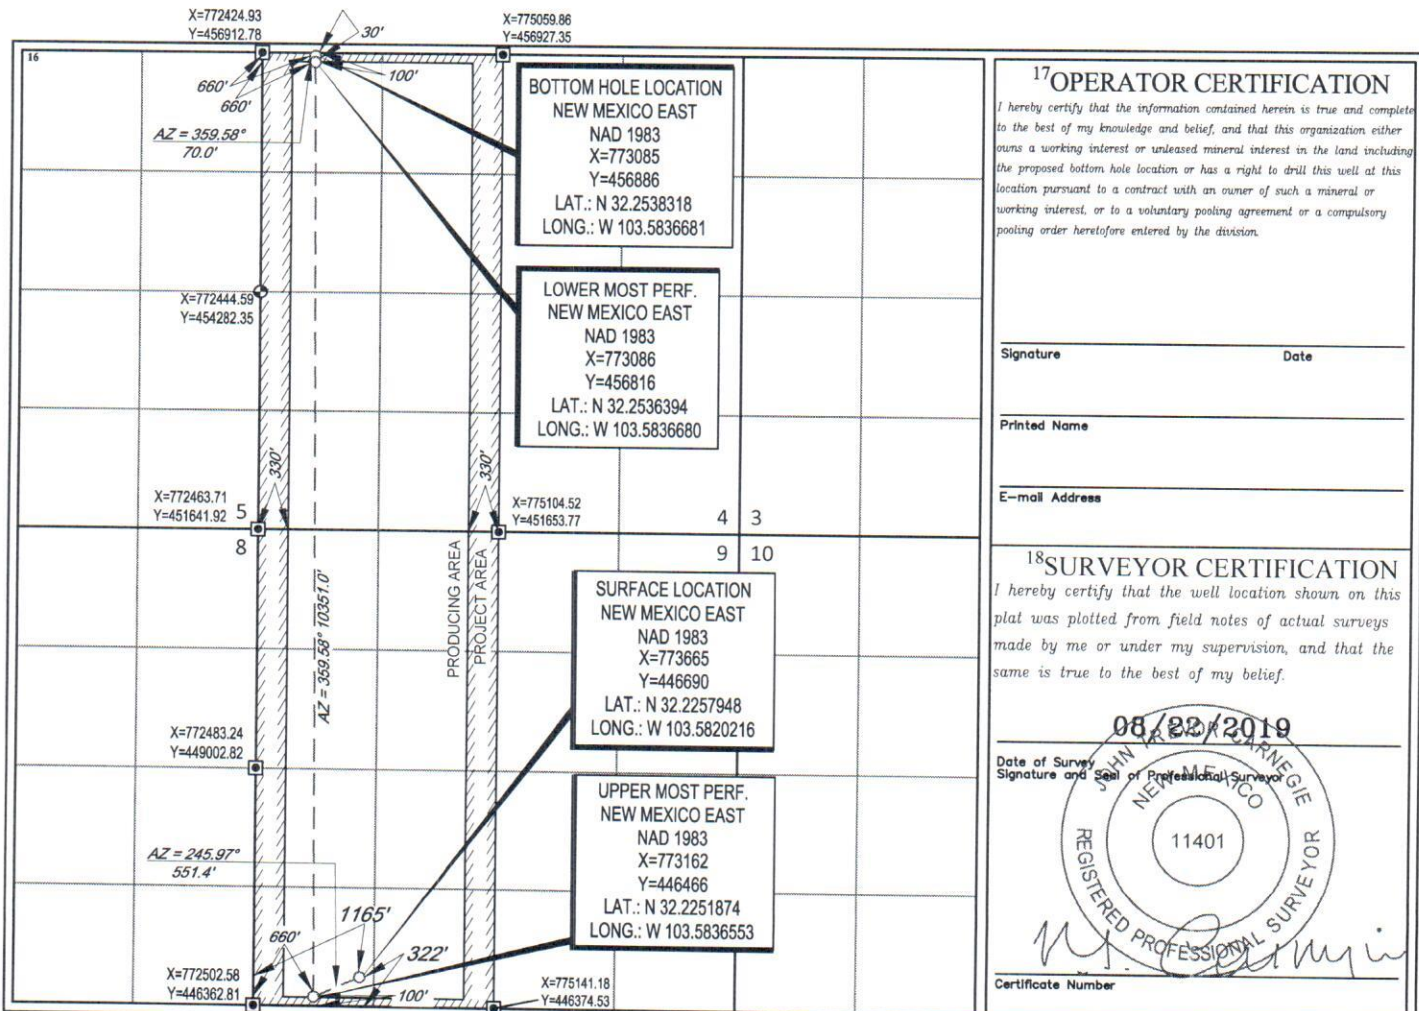 X=772424.93
Y=456912.78
30'
X=775059.86
Y=456927.35
16
660'
660'
100'
AZ = 359.58°
70.0'
BOTTOM HOLE LOCATION
NEW MEXICO EAST
NAD 1983
X=773085
Y=456886
LAT.: N 32.2538318
LONG.: W 103.5836681
X=772444.59
Y=454282.35
LOWER MOST PERF.
NEW MEXICO EAST
NAD 1983
X=773086
Y=456816
LAT.: N 32.2536394
LONG.: W 103.5836680
330'
330'
X=772463.71
Y=451641.92
5
8
X=775104.52
Y=451653.77
4 3
9 10
PRODUCING AREA
PROJECT AREA
AZ = 359.58° 10351.0'
SURFACE LOCATION
NEW MEXICO EAST
NAD 1983
X=773665
Y=446690
LAT.: N 32.2257948
LONG.: W 103.5820216
X=772483.24
Y=449002.82
UPPER MOST PERF.
NEW MEXICO EAST
NAD 1983
X=773162
Y=446466
LAT.: N 32.2251874
LONG.: W 103.5836553
AZ = 245.97°
551.4'
1165'
660'
322'
100'
X=772502.58
Y=446362.81
X=775141.18
Y=446374.53
17 OPERATOR CERTIFICATION
I hereby certify that the information contained herein is true and complete
to the best of my knowledge and belief, and that this organization either
owns a working interest or unleased mineral interest in the land including
the proposed bottom hole location or has a right to drill this well at this
location pursuant to a contract with an owner of such a mineral or
working interest, or to a voluntary pooling agreement or a compulsory
pooling order heretofore entered by the division.
Signature Date
Printed Name
E-mail Address
18 SURVEYOR CERTIFICATION
I hereby certify that the well location shown on this
plat was plotted from field notes of actual surveys
made by me or under my supervision, and that the
same is true to the best of my belief.
08/22/2019
Date of Survey
Signature and Seal of Professional Surveyor
JOHN TREVOR CARNEGIE
NEW MEXICO
11401
REGISTERED PROFESSIONAL SURVEYOR
Certificate Number